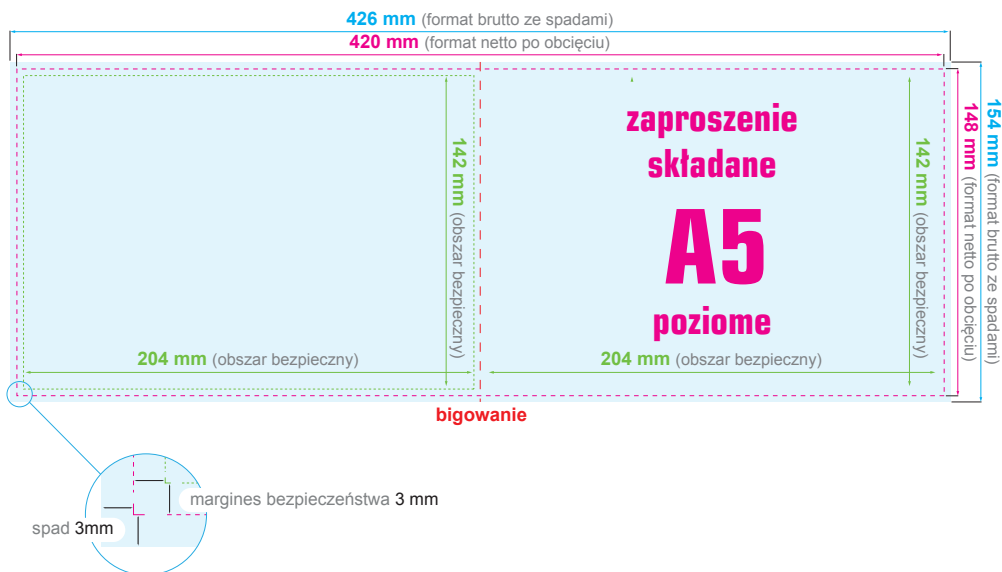 426 mm (format brutto ze spadami)
420 mm (format netto po obcięciu)
zaproszenie
składane
A5
poziome
142 mm (obszar bezpieczny)
142 mm (obszar bezpieczny)
148 mm (format netto po obcięciu)
154 mm (format brutto ze spadami)
204 mm (obszar bezpieczny)
204 mm (obszar bezpieczny)
bigowanie
margines bezpieczeństwa 3 mm
spad 3mm